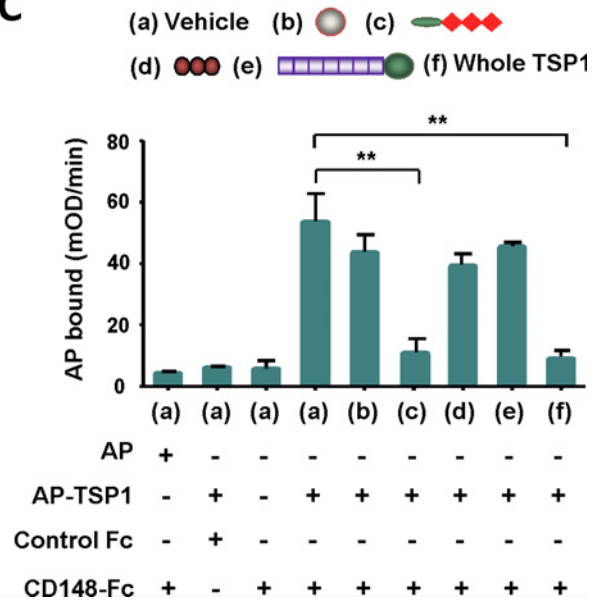 C
(a) Vehicle (b) (c)
(d) (e) (f) Whole TSP1
AP bound (mOD/min)
80
60
40
20
0
**
**
(a) (a) (a) (a) (b) (c) (d) (e) (f)
AP + - - - - - - - -
AP-TSP1 - + - + + + + + +
Control Fc - + - - - - - - -
CD148-Fc + - + + + + + + +